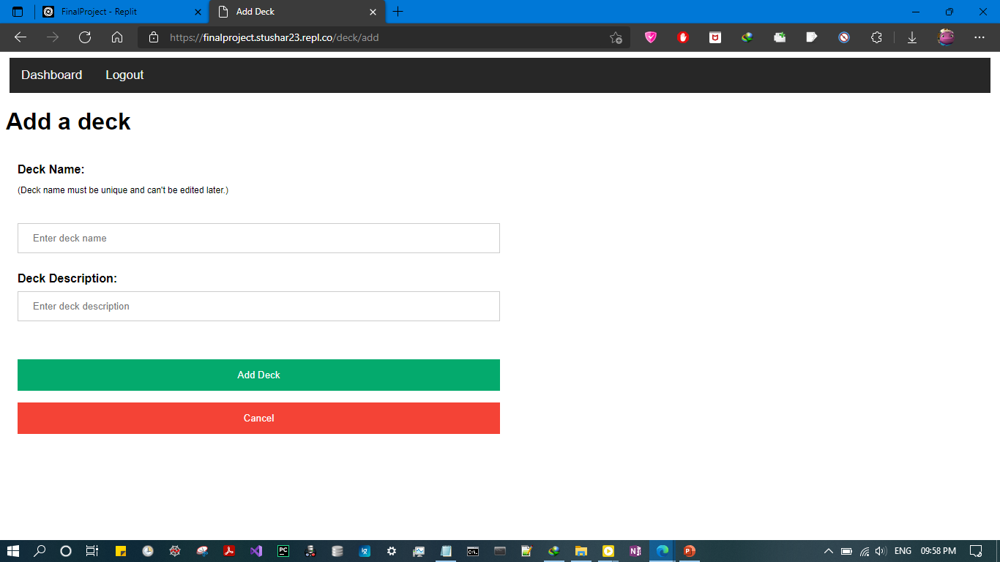 FinalProject - Replit
Add Deck
https://finalproject.stushar23.repl.co/deck/add
Dashboard Logout
Add a deck
Deck Name:
(Deck name must be unique and can't be edited later.)
Enter deck name
Deck Description:
Enter deck description
Add Deck
Cancel
PC
ENG 09:58 PM